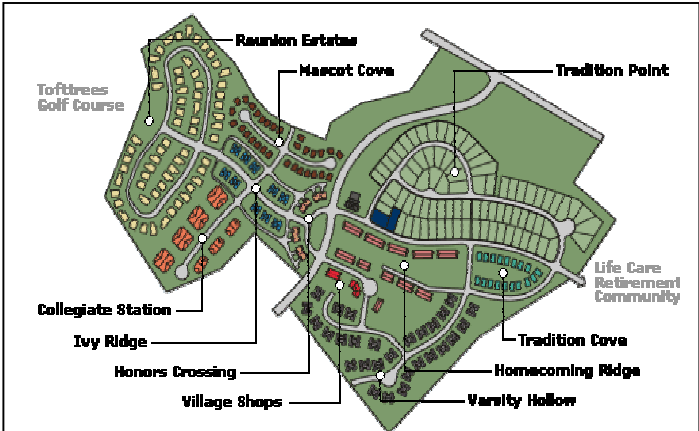 Reunion Estates
Mascot Cove
Tradition Point
Tofttrees
Golf Course
Life Care
Retirement
Community
Collegiate Station
Ivy Ridge
Tradition Cove
Honors Crossing
Homecoming Ridge
Village Shops
Varsity Hollow